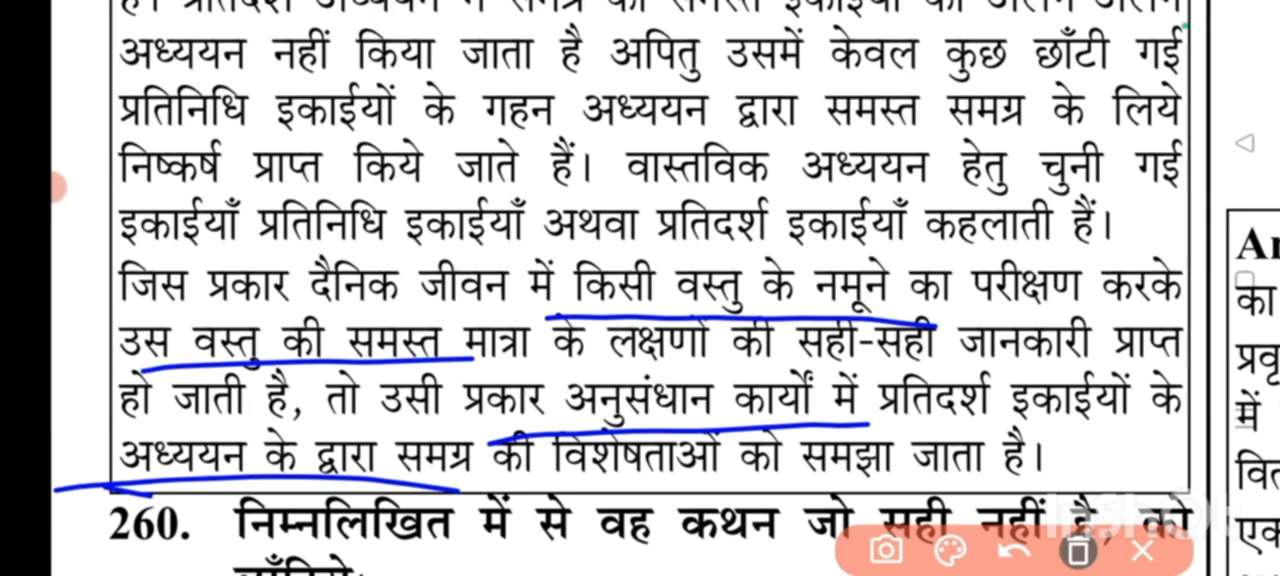 अध्ययन नहीं किया जाता है अपितु उसमें केवल कुछ छाँटी गई
प्रतिनिधि इकाईयों के गहन अध्ययन द्वारा समस्त समग्र के लिये
निष्कर्ष प्राप्त किये जाते हैं। वास्तविक अध्ययन हेतु चुनी गई
इकाईयाँ प्रतिनिधि इकाईयाँ अथवा प्रतिदर्श इकाईयाँ कहलाती हैं।
जिस प्रकार दैनिक जीवन में किसी वस्तु के नमूने का परीक्षण करके
उस वस्तु की समस्त मात्रा के लक्षणों की सही-सही जानकारी प्राप्त
हो जाती है, तो उसी प्रकार अनुसंधान कार्यों में प्रतिदर्श इकाईयों के
अध्ययन के द्वारा समग्र की विशेषताओं को समझा जाता है।
260. निम्नलिखित में से वह कथन जो सही नहीं है, को
का
में